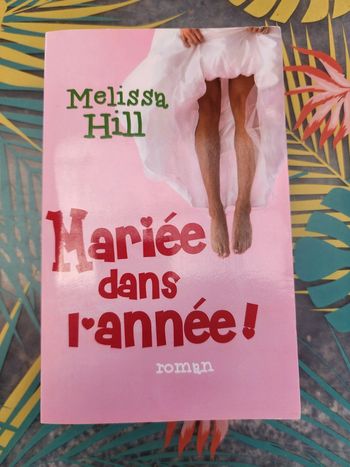 Melissa
Hill
Mariée
dans
l'année!
roman